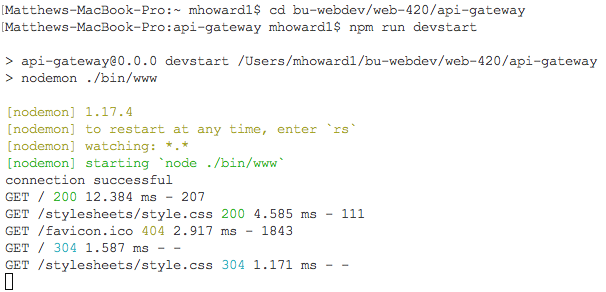 [Matthews-MacBook-Pro:~ mhoward1$ cd bu-webdev/web-420/api-gateway
[Matthews-MacBook-Pro:api-gateway mhoward1$ npm run devstart
> api-gateway@0.0.0 devstart /Users/mhoward1/bu-webdev/web-420/api-gateway
> nodemon ./bin/www
[nodemon] 1.17.4
[nodemon] to restart at any time, enter `rs`
[nodemon] watching: *.*
[nodemon] starting `node ./bin/www`
connection successful
GET / 200 12.384 ms - 207
GET /stylesheets/style.css 200 4.585 ms - 111
GET /favicon.ico 404 2.917 ms - 1843
GET / 304 1.587 ms - -
GET /stylesheets/style.css 304 1.171 ms - -